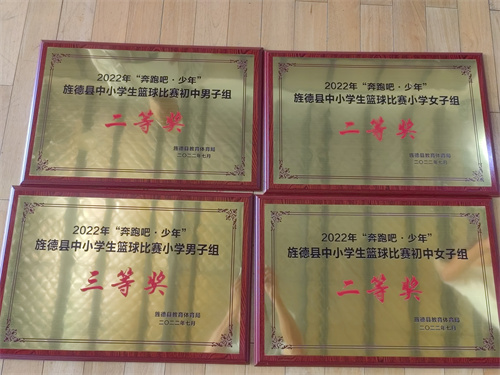 2022年“奔跑吧·少年”
旌德县中小学生篮球比赛初中男子组
二等奖
旌德县教育体育局
二〇二二年七月
2022年“奔跑吧·少年”
旌德县中小学生篮球比赛小学女子组
二等奖
旌德县教育体育局
二〇二二年七月
2022年“奔跑吧·少年”
旌德县中小学生篮球比赛小学男子组
三等奖
旌德县教育体育局
二〇二二年七月
2022年“奔跑吧·少年”
旌德县中小学生篮球比赛初中女子组
二等奖
旌德县教育体育局
二〇二二年七月